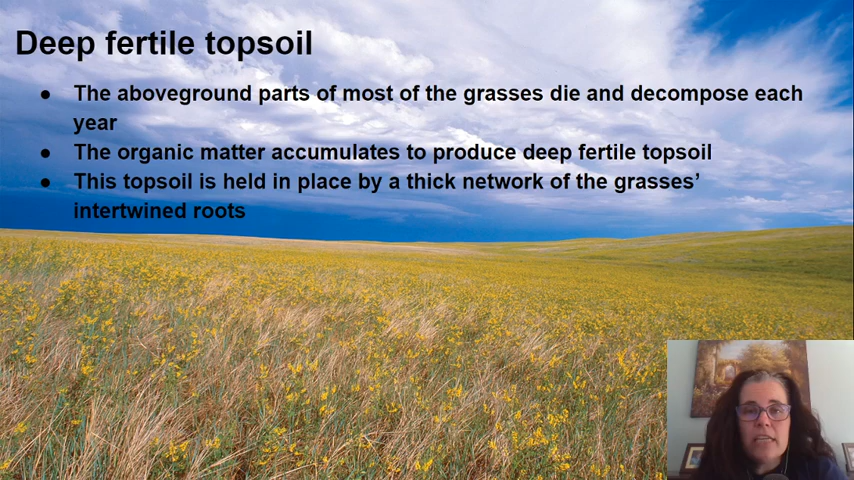 Deep fertile topsoil
● The aboveground parts of most of the grasses die and decompose each
year
● The organic matter accumulates to produce deep fertile topsoil
● This topsoil is held in place by a thick network of the grasses’
intertwined roots